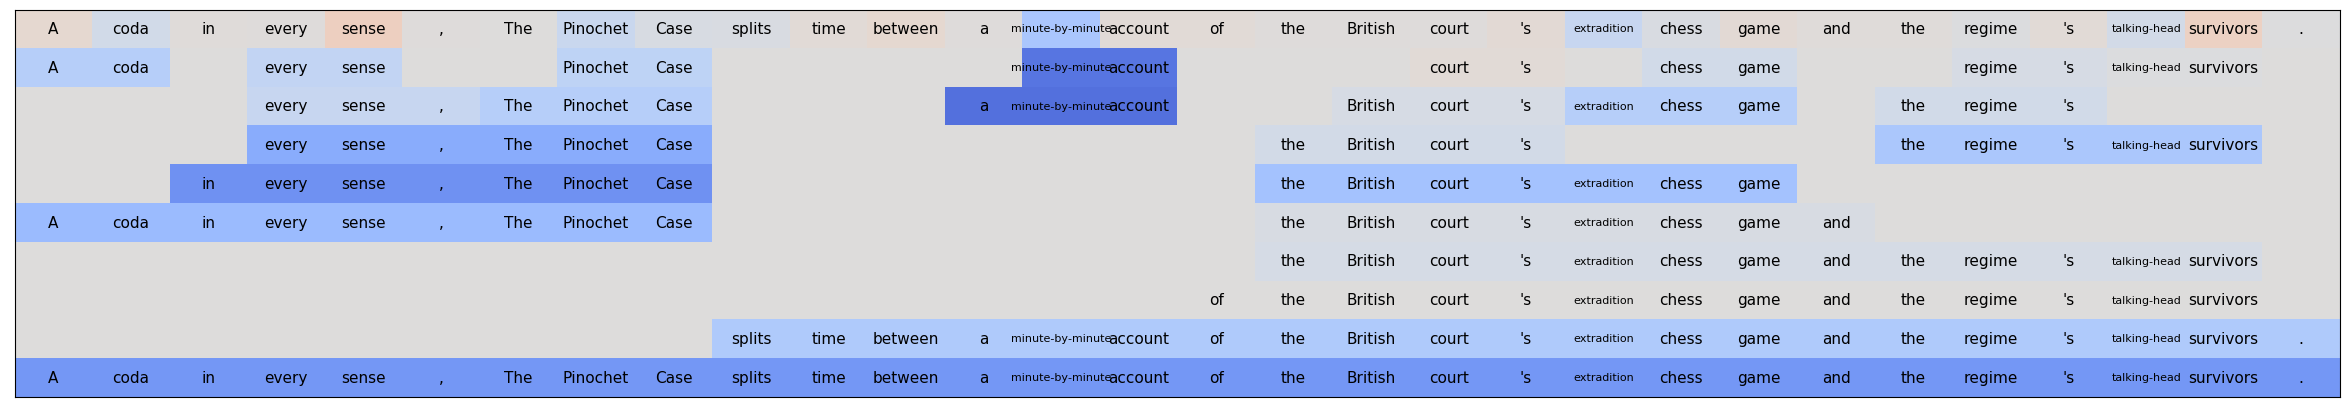 A coda in every sense , The Pinochet Case splits time between a minute-by-minute account of the British court 's extradition chess game and the regime 's talking-head survivors .
A coda every sense Pinochet Case minute-by-minute account court 's chess game regime 's talking-head survivors
every sense , The Pinochet Case a minute-by-minute account British court 's extradition chess game the regime 's
every sense , The Pinochet Case the British court 's the regime 's talking-head survivors
in every sense , The Pinochet Case the British court 's extradition chess game
A coda in every sense , The Pinochet Case the British court 's extradition chess game and
the British court 's extradition chess game and the regime 's talking-head survivors
of the British court 's extradition chess game and the regime 's talking-head survivors
splits time between a minute-by-minute account of the British court 's extradition chess game and the regime 's talking-head survivors .
A coda in every sense , The Pinochet Case splits time between a minute-by-minute account of the British court 's extradition chess game and the regime 's talking-head survivors .